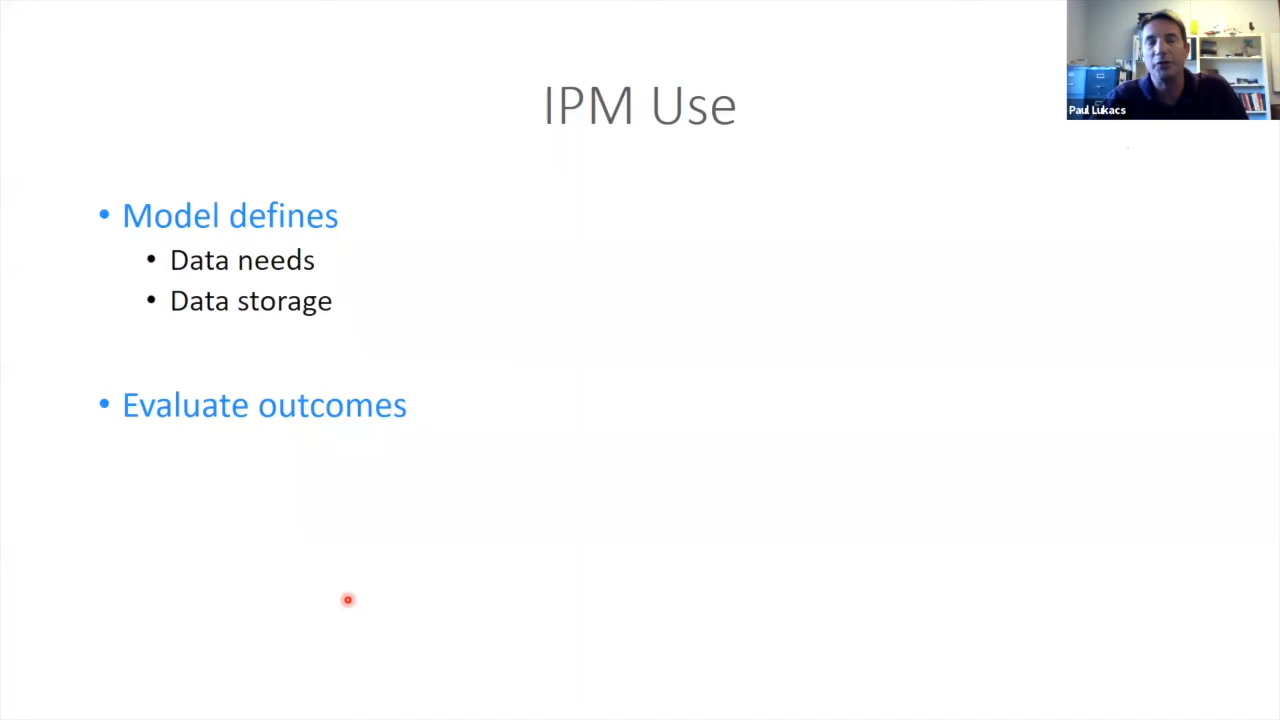 IPM Use
Paul Lukacs
• Model defines
• Data needs
• Data storage
• Evaluate outcomes